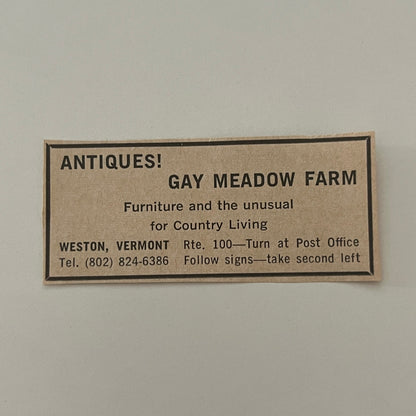 ANTIQUES!
GAY MEADOW FARM
Furniture and the unusual
for Country Living
WESTON, VERMONT Rte. 100—Turn at Post Office
Tel. (802) 824-6386 Follow signs—take second left